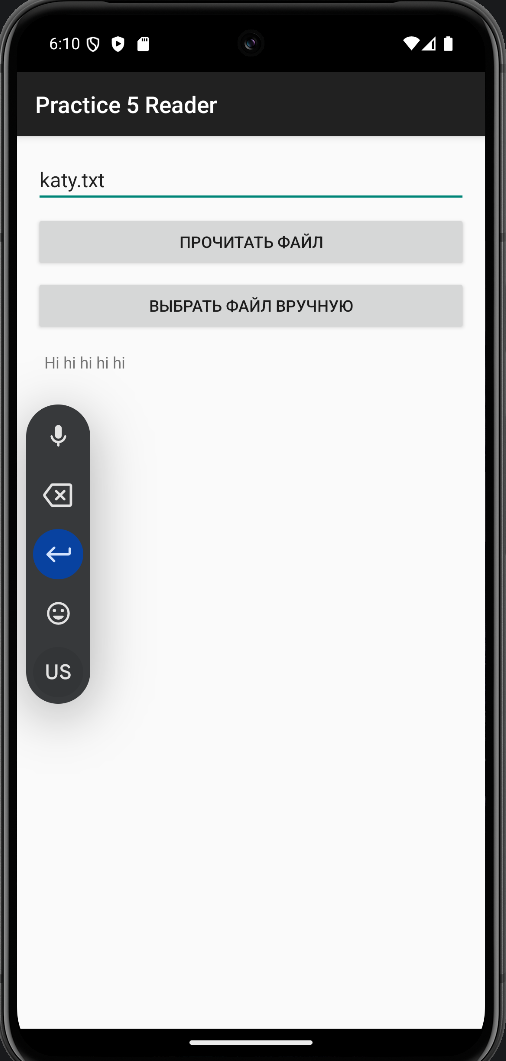 6:10
Practice 5 Reader
katy.txt
ПРОЧИТАТЬ ФАЙЛ
ВЫБРАТЬ ФАЙЛ ВРУЧНУЮ
Hi hi hi hi hi
US